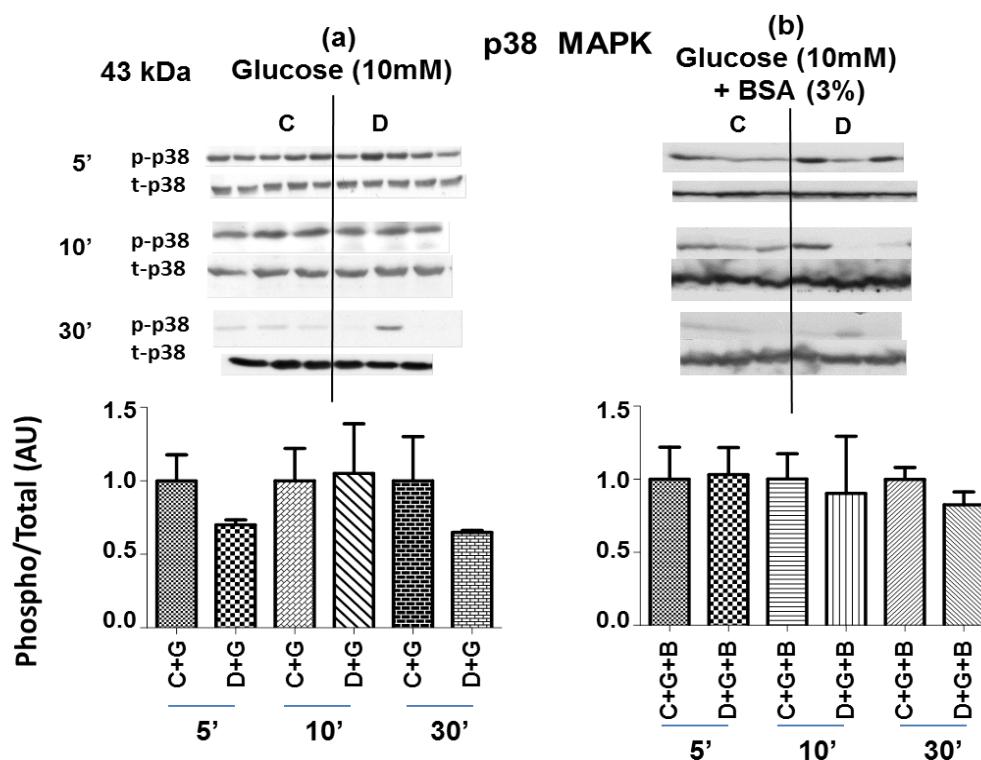 p38 MAPK
43 kDa
(a)
Glucose (10mM)
C D
5’
p-p38
t-p38
10’
p-p38
t-p38
30’
p-p38
t-p38
(b)
Glucose (10mM)
+ BSA (3%)
C D
Phospho/Total (AU)
1.5
1.0
0.5
0.0
C+G
D+G
C+G
D+G
C+G
D+G
5’ 10’ 30’
1.5
1.0
0.5
0.0
C+G+B
D+G+B
C+G+B
D+G+B
C+G+B
D+G+B
5’ 10’ 30’